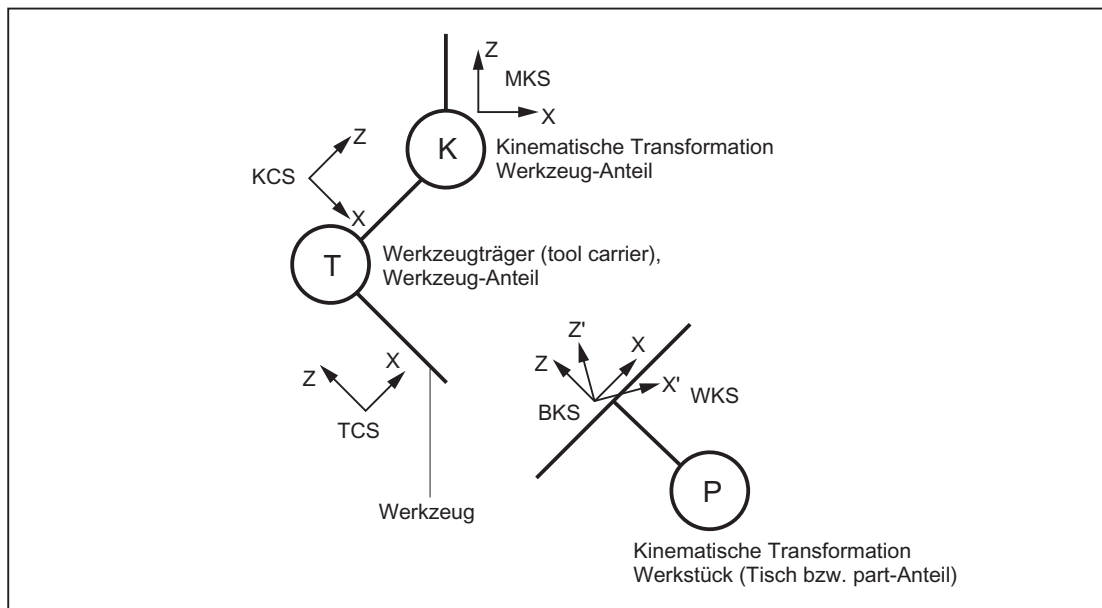 Z
MKS
X
K
Kinematische Transformation
Werkzeug-Anteil
Z
KCS
X
T
Werkzeugträger (tool carrier),
Werkzeug-Anteil
Z
X
TCS
Werkzeug
Z'
Z
X
X'
BKS
WKS
P
Kinematische Transformation
Werkstück (Tisch bzw. part-Anteil)